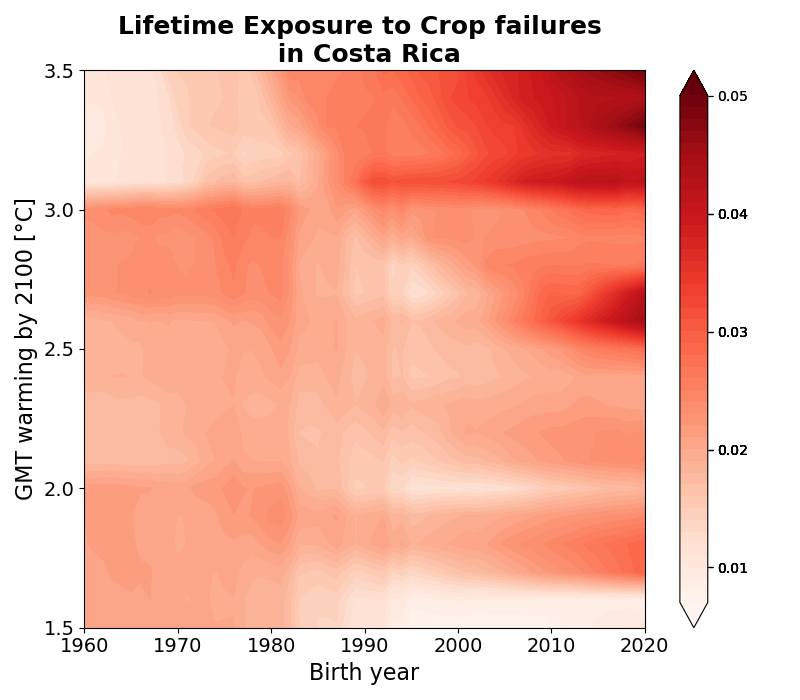 Lifetime Exposure to Crop failures
in Costa Rica
GMT warming by 2100 [°C]
3.5
3.0
2.5
2.0
1.5
1960 1970 1980 1990 2000 2010 2020
Birth year
0.05
0.04
0.03
0.02
0.01